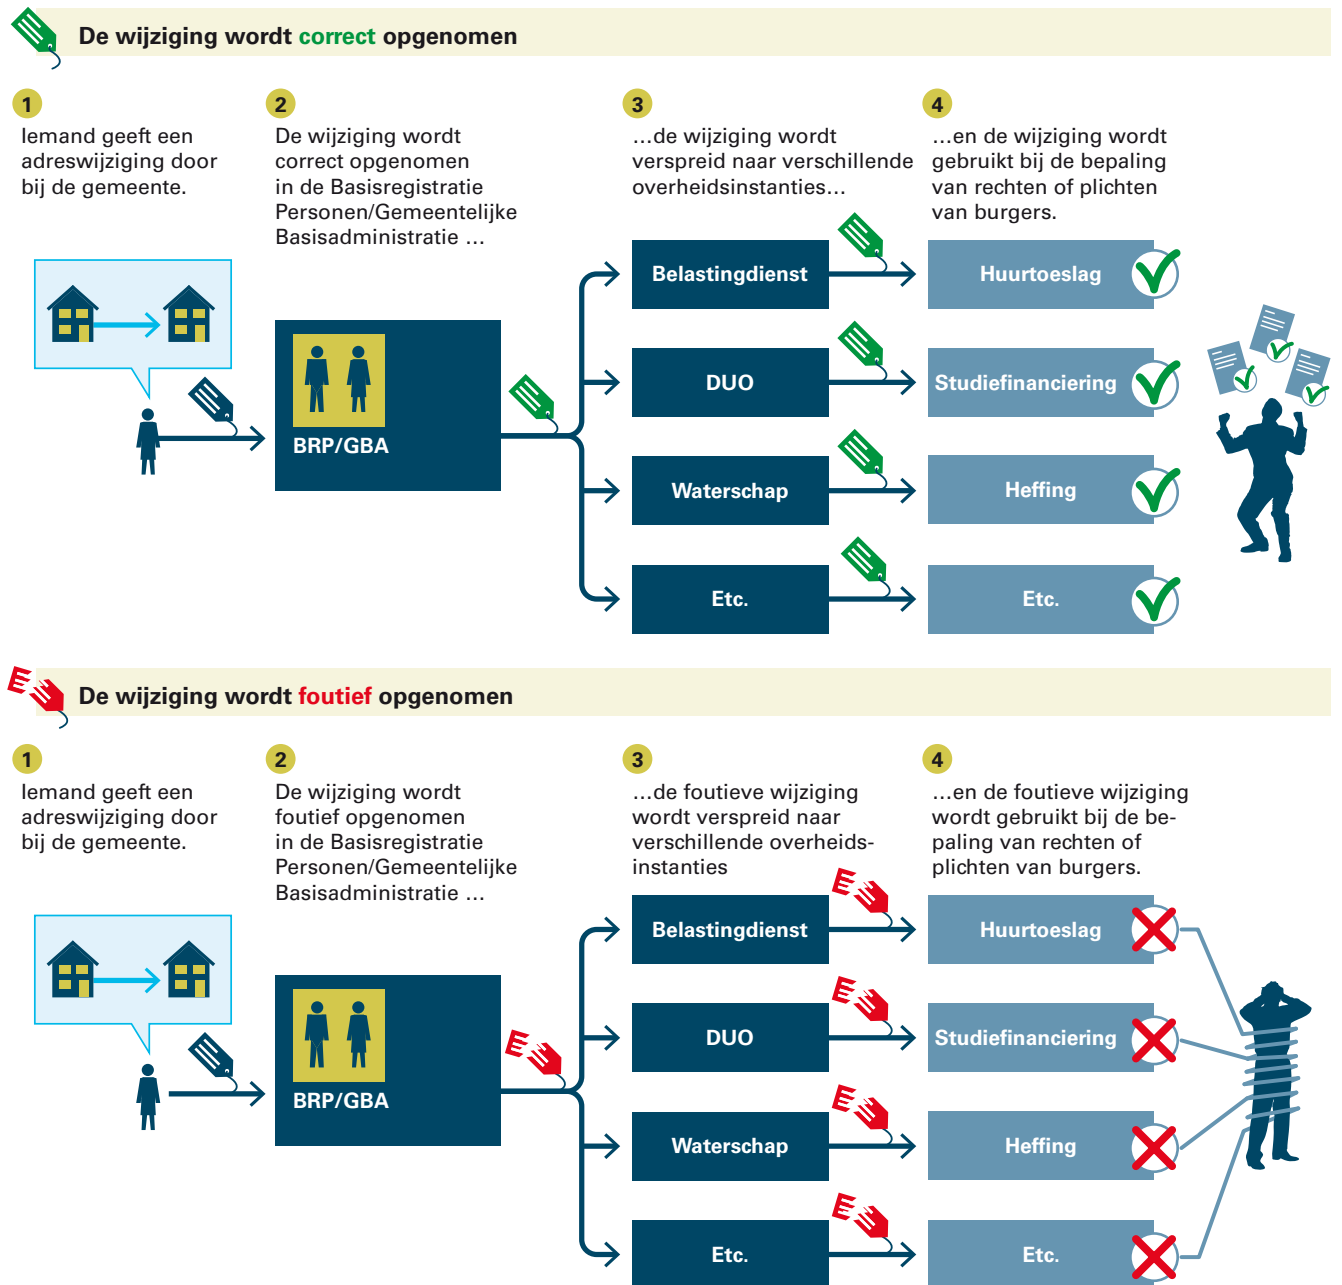 De wijziging wordt correct opgenomen
1
Iemand geeft een
adreswijziging door
bij de gemeente.
2
De wijziging wordt
correct opgenomen
in de Basisregistratie
Personen/Gemeentelijke
Basisadministratie …
3
…de wijziging wordt
verspreid naar verschillende
overheidsinstanties…
4
…en de wijziging wordt
gebruikt bij de bepaling
van rechten of plichten
van burgers.
BRP/GBA
Belastingdienst
Huurtoeslag
DUO
Studiefinanciering
Waterschap
Heffing
Etc.
Etc.
De wijziging wordt foutief opgenomen
1
Iemand geeft een
adreswijziging door
bij de gemeente.
2
De wijziging wordt
foutief opgenomen
in de Basisregistratie
Personen/Gemeentelijke
Basisadministratie …
3
…de foutieve wijziging
wordt verspreid naar
verschillende overheids-
instanties
4
…en de foutieve wijziging
wordt gebruikt bij de be-
paling van rechten of
plichten van burgers.
BRP/GBA
Belastingdienst
Huurtoeslag
DUO
Studiefinanciering
Waterschap
Heffing
Etc.
Etc.